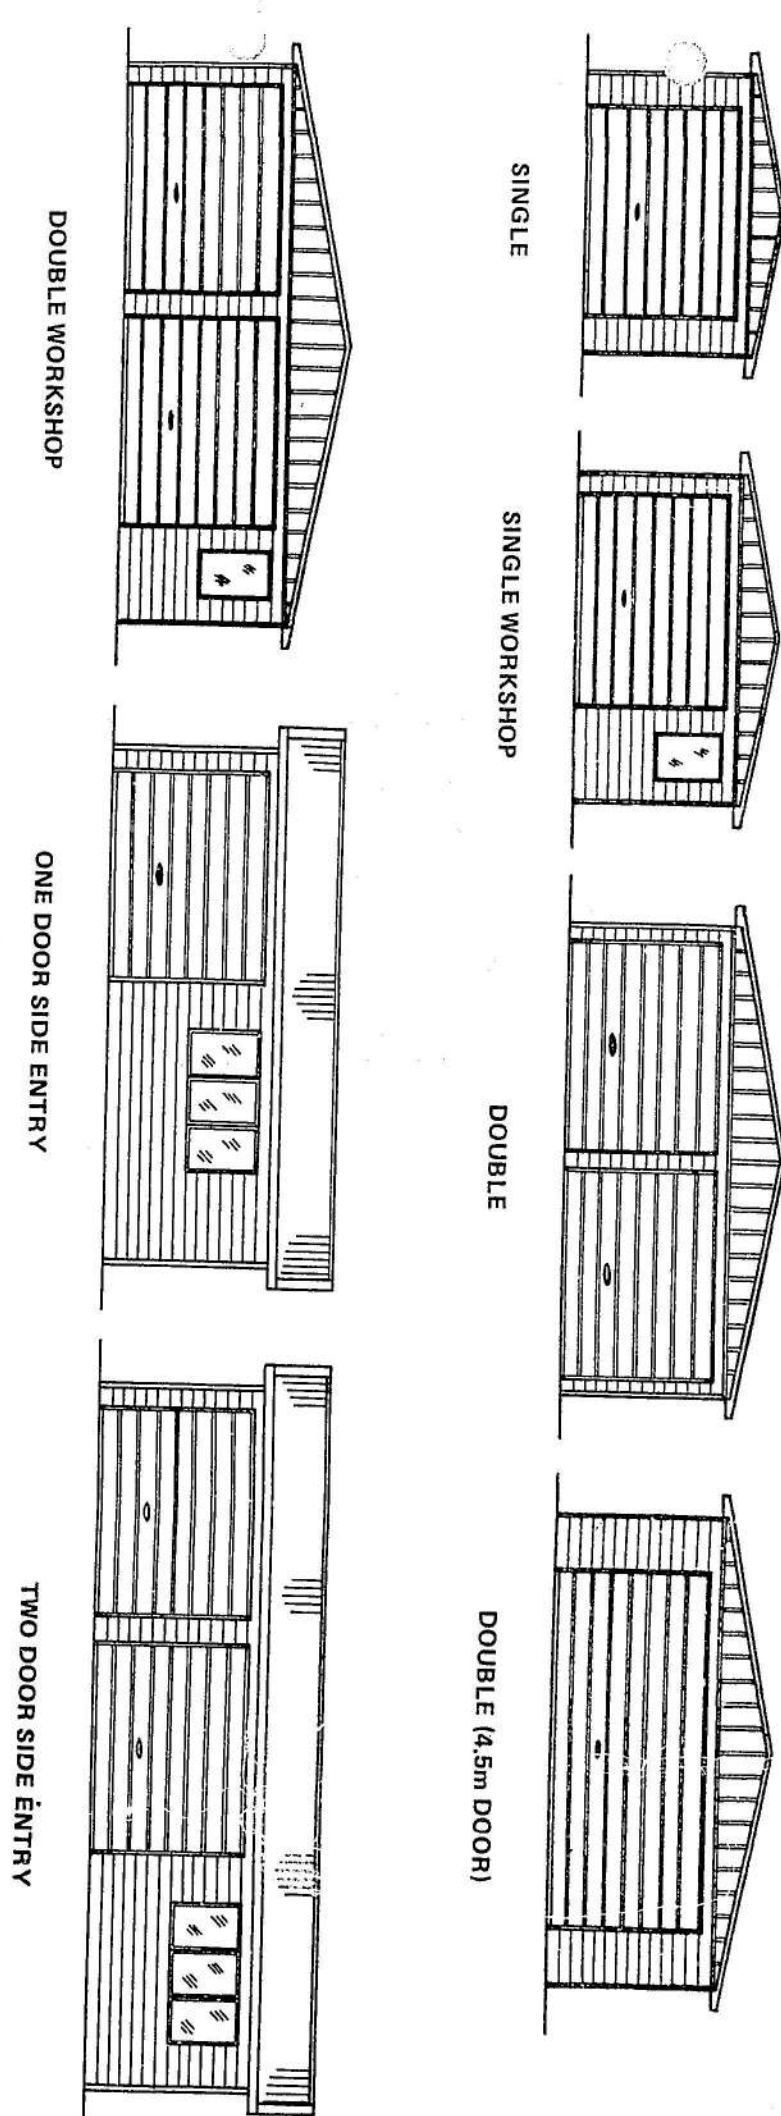 SINGLE
SINGLE WORKSHOP
DOUBLE
DOUBLE (4.5m DOOR)
DOUBLE WORKSHOP
ONE DOOR SIDE ENTRY
TWO DOOR SIDE ENTRY